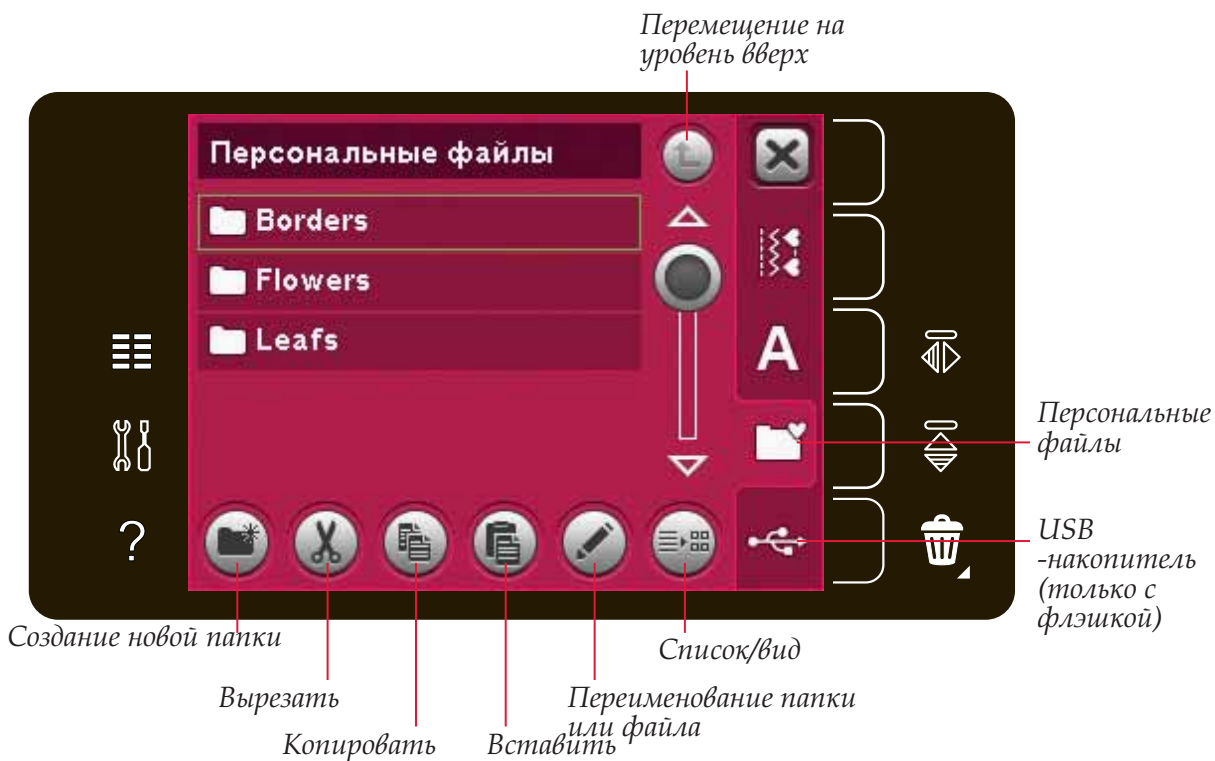 Перемещение на
уровень вверх
Персональные файлы
Borders
Flowers
Leafs
A
Персональные
файлы
?
USB
-накопитель
(только с
флэшкой)
Создание новой папки
Список/вид
Вырезать
Переименование папки
или файла
Копировать
Вставить